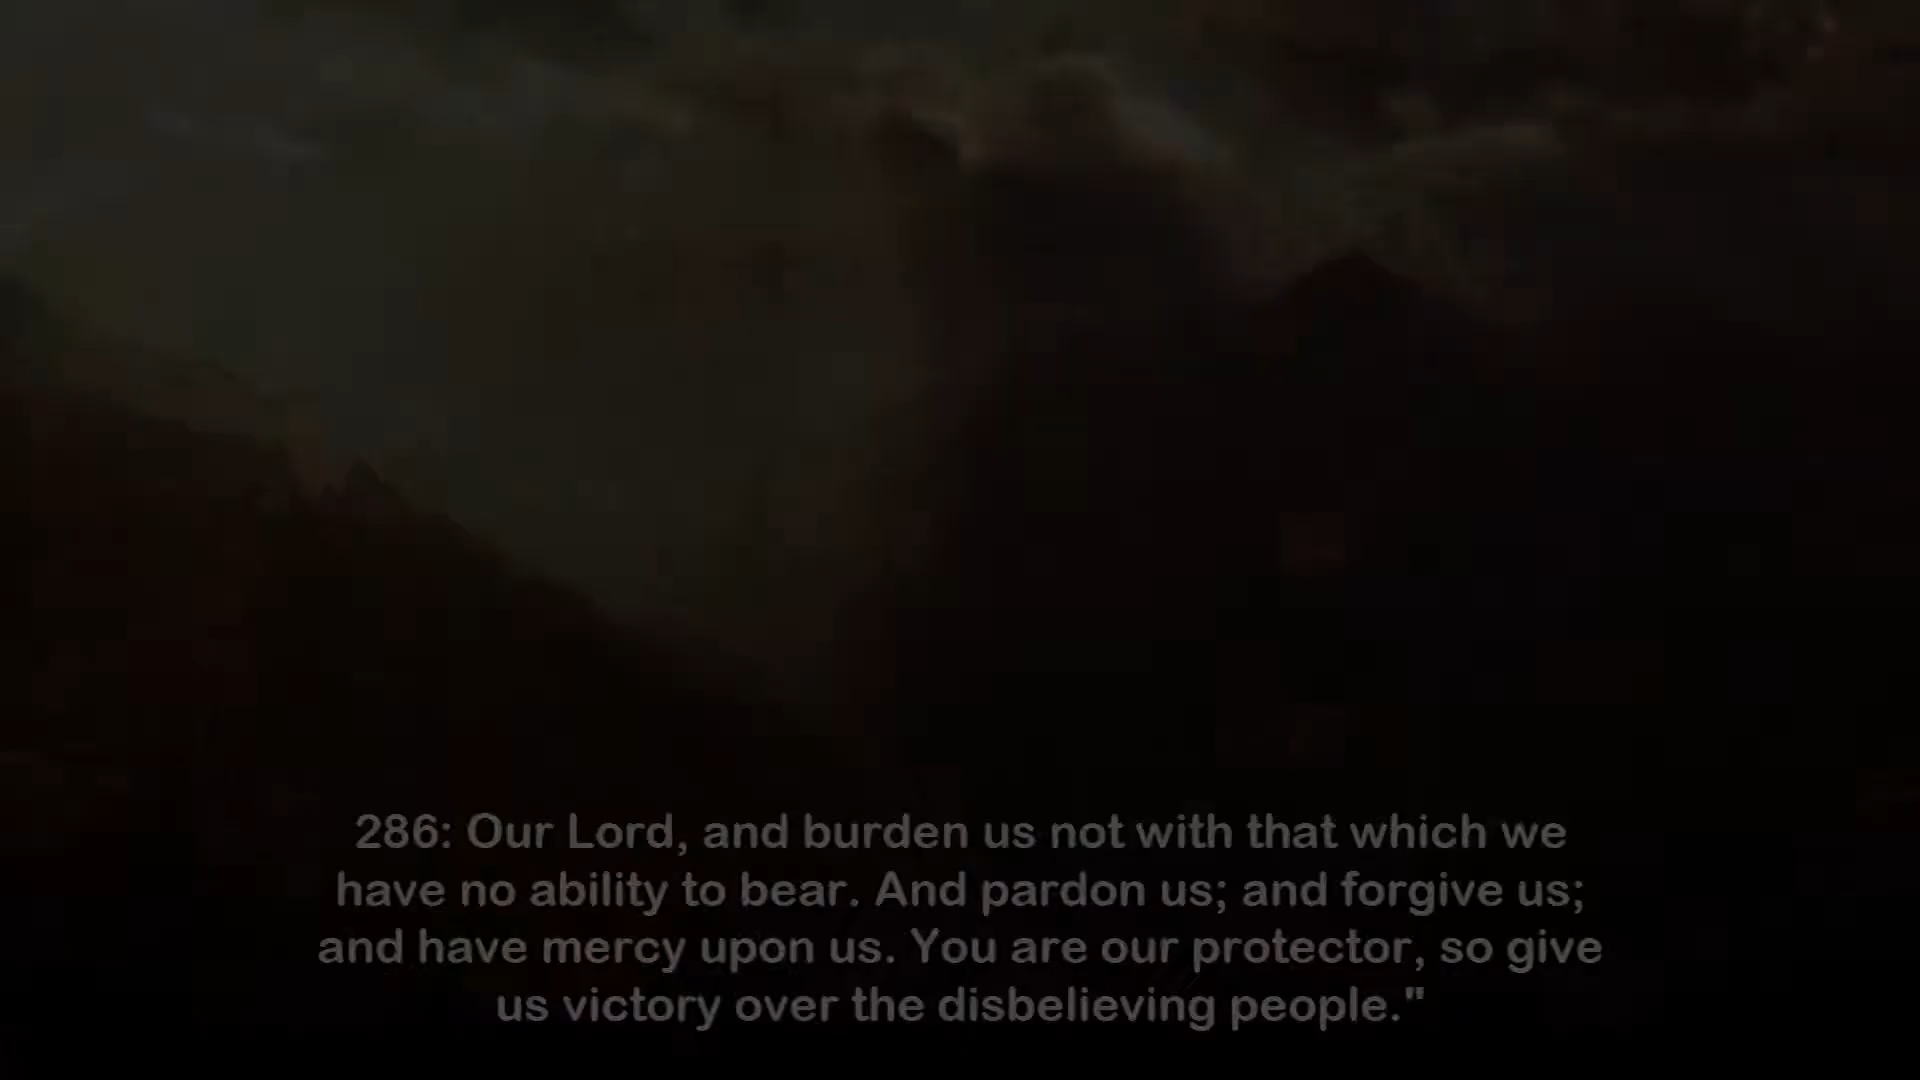 286: Our Lord, and burden us not with that which we
have no ability to bear. And pardon us; and forgive us;
and have mercy upon us. You are our protector, so give
us victory over the disbelieving people."